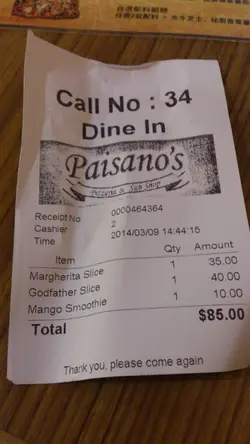 Call No : 34
Dine In
Paisano's
Pizzeria & Sub Shop
Receipt No 0000464364
Cashier 2
Time 2014/03/09 14:44:15
Item Qty Amount
Margherita Slice 1 35.00
Godfather Slice 1 40.00
Mango Smoothie 1 10.00
Total $85.00
Thank you, please come again